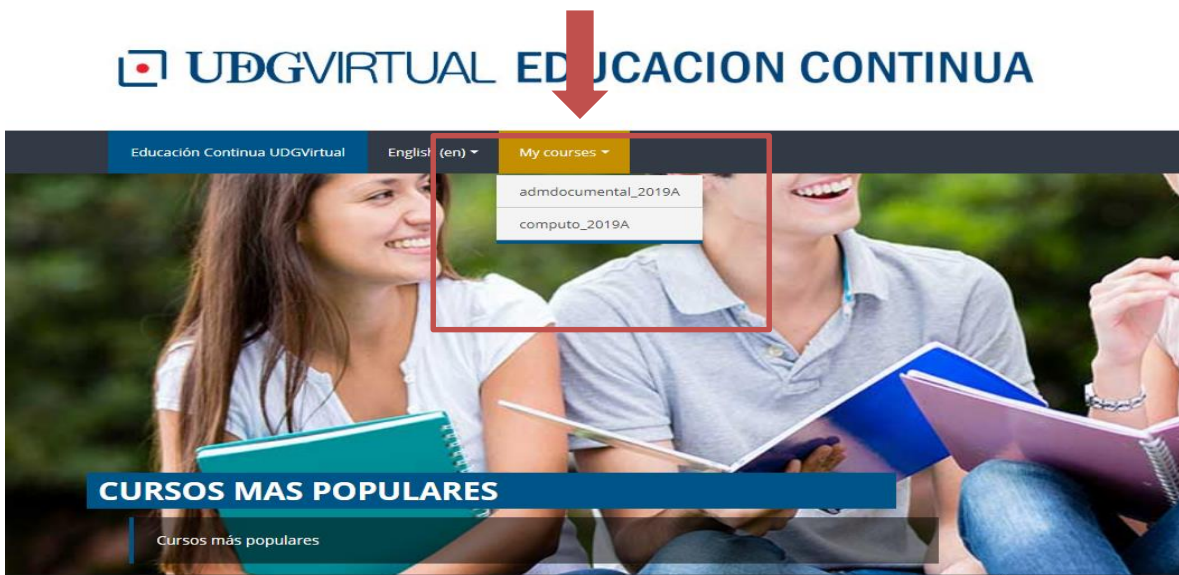 UDGVIRTUAL EDUCACION CONTINUA
Educación Continua UDGVirtual English (en) My courses
admdocumental_2019A
computo_2019A
CURSOS MAS POPULARES
Cursos más populares